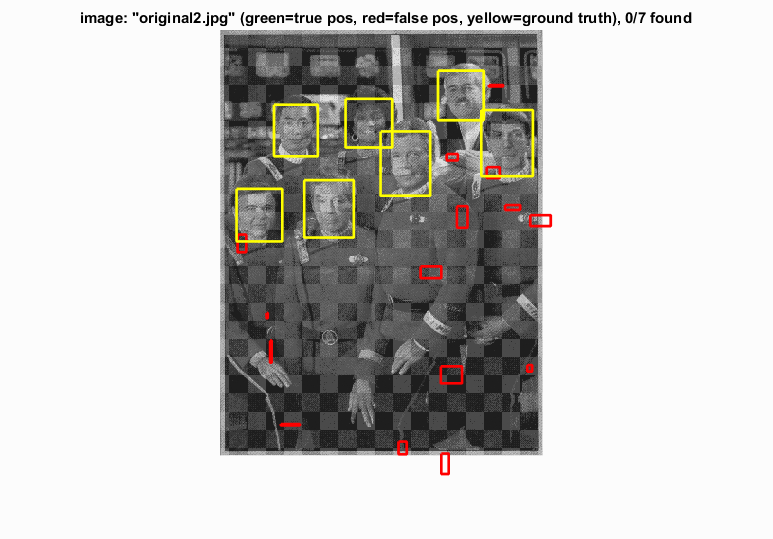 image: "original2.jpg" (green=true pos, red=false pos, yellow=ground truth), 0/7 found